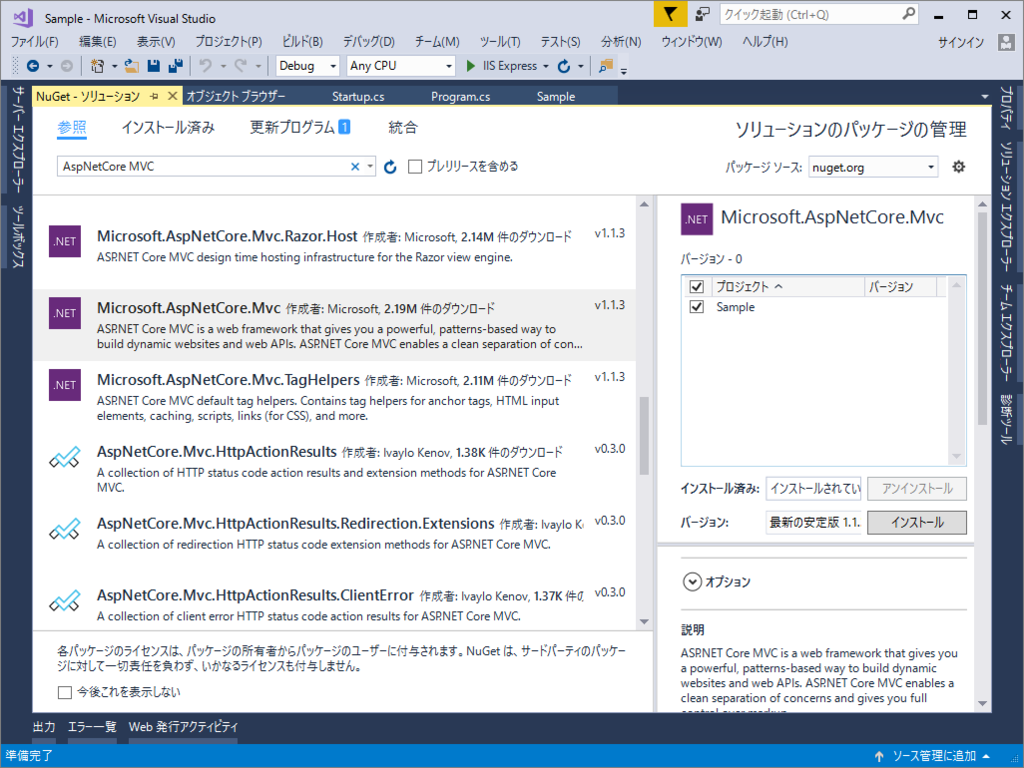 Sample - Microsoft Visual Studio
クイック起動 (Ctrl+Q)
ファイル(F) 編集(E) 表示(V) プロジェクト(P) ビルド(B) デバッグ(D) チーム(M) ツール(T) テスト(S) 分析(N) ウィンドウ(W) ヘルプ(H) サインイン
Debug Any CPU IIS Express
サーバー エクスプローラー
ツールボックス
NuGet - ソリューション オブジェクト ブラウザー Startup.cs Program.cs Sample
参照 インストール済み 更新プログラム 1 統合
ソリューションのパッケージの管理
AspNetCore MVC プレリリースを含める
パッケージ ソース: nuget.org
.NET
Microsoft.AspNetCore.Mvc.Razor.Host 作成者: Microsoft, 2.14M 件のダウンロード v1.1.3
ASP.NET Core MVC design time hosting infrastructure for the Razor view engine.
.NET
Microsoft.AspNetCore.Mvc 作成者: Microsoft, 2.19M 件のダウンロード v1.1.3
ASP.NET Core MVC is a web framework that gives you a powerful, patterns-based way to
build dynamic websites and web APIs. ASP.NET Core MVC enables a clean separation of con...
.NET
Microsoft.AspNetCore.Mvc.TagHelpers 作成者: Microsoft, 2.11M 件のダウンロード v1.1.3
ASP.NET Core MVC default tag helpers. Contains tag helpers for anchor tags, HTML input
elements, caching, scripts, links (for CSS), and more.
AspNetCore.Mvc.HttpActionResults 作成者: Ivaylo Kenov, 1.38K 件のダウンロード v0.3.0
A collection of HTTP status code action results and extension methods for ASP.NET Core
MVC.
AspNetCore.Mvc.HttpActionResults.Redirection.Extensions 作成者: Ivaylo K v0.3.0
A collection of redirection HTTP status code extension methods for ASP.NET Core MVC.
AspNetCore.Mvc.HttpActionResults.ClientError 作成者: Ivaylo Kenov, 1.37K 件の v0.3.0
A collection of client error HTTP status code action results for ASP.NET Core MVC.
各パッケージのライセンスは、パッケージの所有者からパッケージのユーザーに付与されます。NuGet は、サードパーティのパッケー
ジに対して一切責任を負わず、いかなるライセンスも付与しません。
今後これを表示しない
.NET
Microsoft.AspNetCore.Mvc
バージョン - 0
プロジェクト バージョン
Sample
インストール済み: インストールされてい アンインストール
バージョン: 最新の安定版 1.1. インストール
オプション
説明
ASP.NET Core MVC is a web framework that gives you
a powerful, patterns-based way to build dynamic
websites and web APIs. ASP.NET Core MVC enables a
clean separation of concerns and gives you full
control over markup.
プロパティ
ソリューション エクスプローラー
チーム エクスプローラー
診断ツール
出力 エラー一覧 Web 発行アクティビティ
準備完了
ソース管理に追加